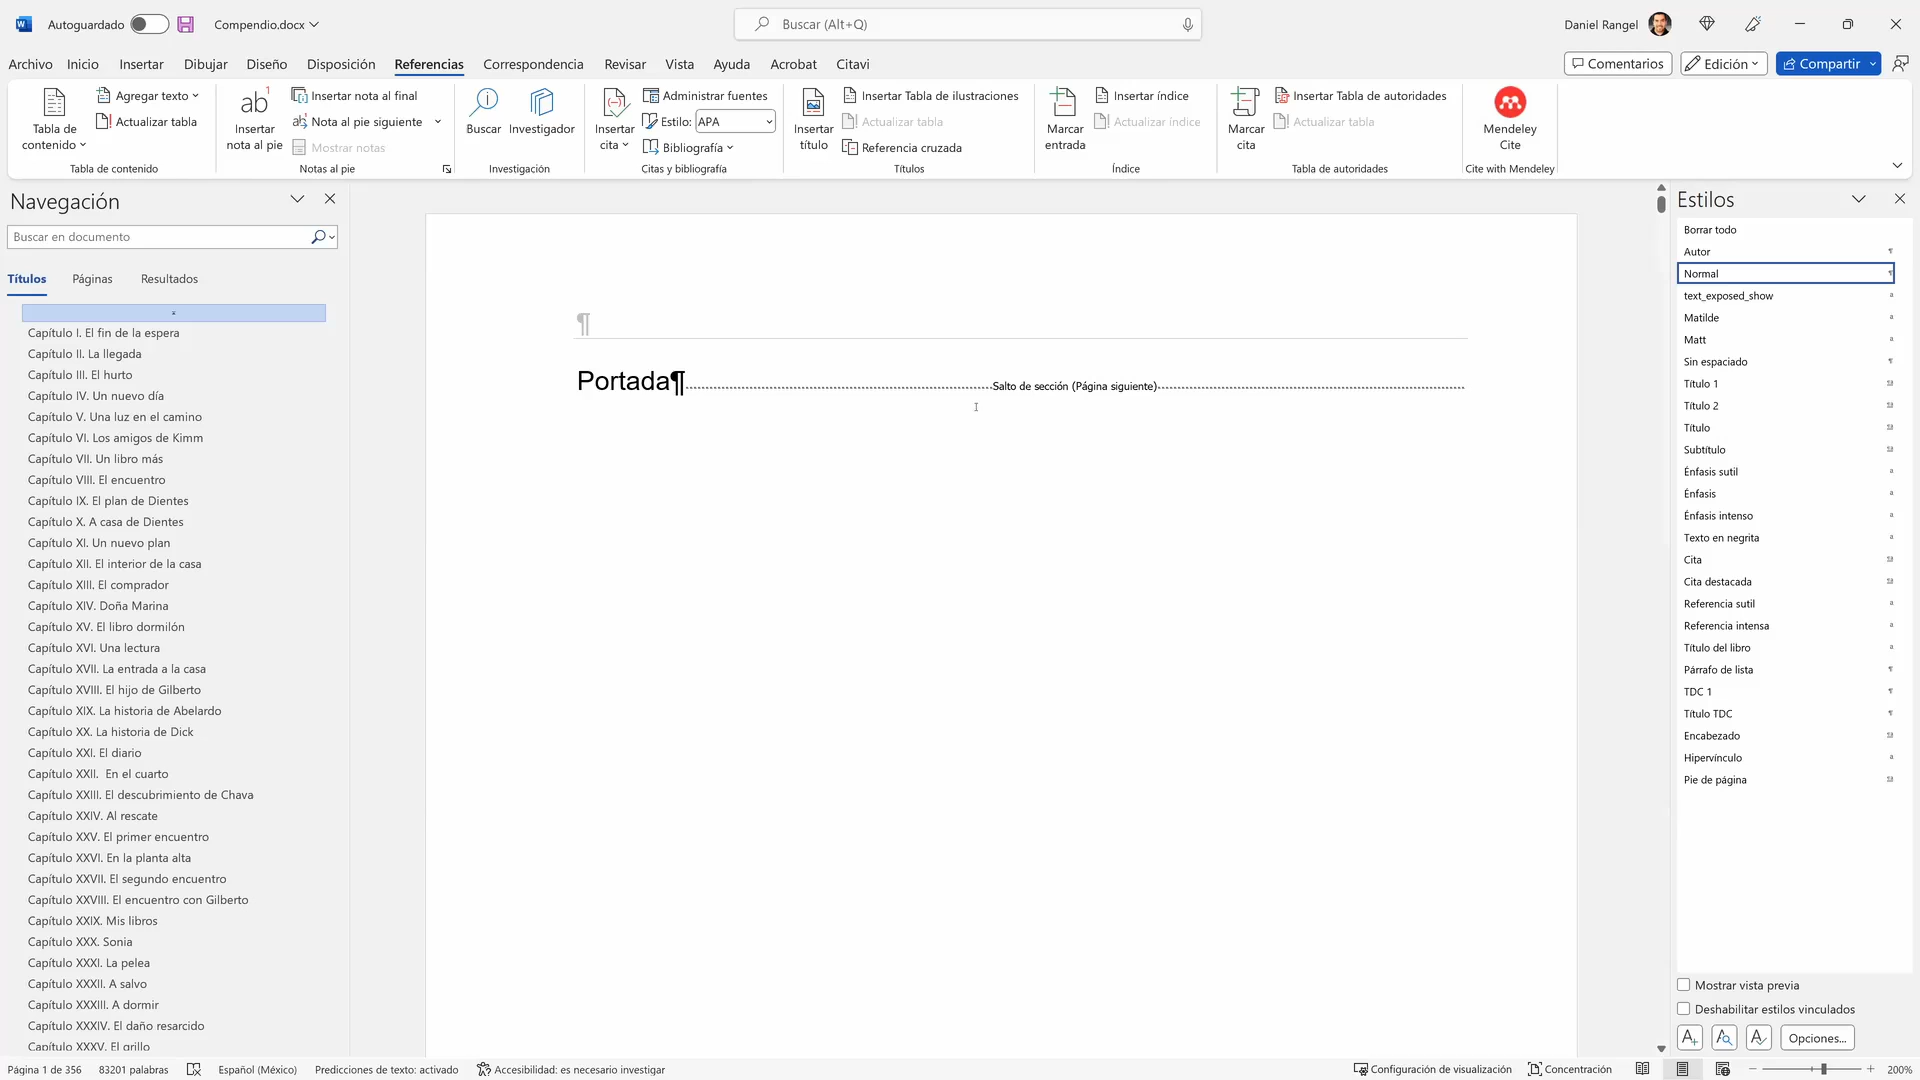 Autoguardado
Compendio.docx
Buscar (Alt+Q)
Daniel Rangel
Archivo Inicio Insertar Dibujar Diseño Disposición Referencias Correspondencia Revisar Vista Ayuda Acrobat Citavi
Comentarios Edición Compartir
Tabla de contenido
Agregar texto
Actualizar tabla
Tabla de contenido
ab 1
Insertar nota al pie
Insertar nota al final
Nota al pie siguiente
Mostrar notas
Notas al pie
Buscar
Investigador
Investigación
Insertar cita
Administrar fuentes
Estilo: APA
Bibliografía
Citas y bibliografía
Insertar título
Insertar Tabla de ilustraciones
Actualizar tabla
Referencia cruzada
Títulos
Marcar entrada
Insertar índice
Actualizar índice
Índice
Marcar cita
Insertar Tabla de autoridades
Actualizar tabla
Tabla de autoridades
Mendeley Cite
Cite with Mendeley
Navegación
Buscar en documento
Títulos Páginas Resultados
Capítulo I. El fin de la espera
Capítulo II. La llegada
Capítulo III. El hurto
Capítulo IV. Un nuevo día
Capítulo V. Una luz en el camino
Capítulo VI. Los amigos de Kimm
Capítulo VII. Un libro más
Capítulo VIII. El encuentro
Capítulo IX. El plan de Dientes
Capítulo X. A casa de Dientes
Capítulo XI. Un nuevo plan
Capítulo XII. El interior de la casa
Capítulo XIII. El comprador
Capítulo XIV. Doña Marina
Capítulo XV. El libro dormilón
Capítulo XVI. Una lectura
Capítulo XVII. La entrada a la casa
Capítulo XVIII. El hijo de Gilberto
Capítulo XIX. La historia de Abelardo
Capítulo XX. La historia de Dick
Capítulo XXI. El diario
Capítulo XXII.  En el cuarto
Capítulo XXIII. El descubrimiento de Chava
Capítulo XXIV. Al rescate
Capítulo XXV. El primer encuentro
Capítulo XXVI. En la planta alta
Capítulo XXVII. El segundo encuentro
Capítulo XXVIII. El encuentro con Gilberto
Capítulo XXIX. Mis libros
Capítulo XXX. Sonia
Capítulo XXXI. La pelea
Capítulo XXXII. A salvo
Capítulo XXXIII. A dormir
Capítulo XXXIV. El daño resarcido
Capítulo XXXV. El grillo
¶
Portada¶ Salto de sección (Página siguiente)
Estilos
Borrar todo
Autor
Normal
text_exposed_show
Matilde
Matt
Sin espaciado
Título 1
Título 2
Título
Subtítulo
Énfasis sutil
Énfasis
Énfasis intenso
Texto en negrita
Cita
Cita destacada
Referencia sutil
Referencia intensa
Título del libro
Párrafo de lista
TDC 1
Título TDC
Encabezado
Hipervínculo
Pie de página
Mostrar vista previa
Deshabilitar estilos vinculados
Opciones...
Página 1 de 356 83201 palabras Español (México) Predicciones de texto: activado Accesibilidad: es necesario investigar
Configuración de visualización Concentración 200%